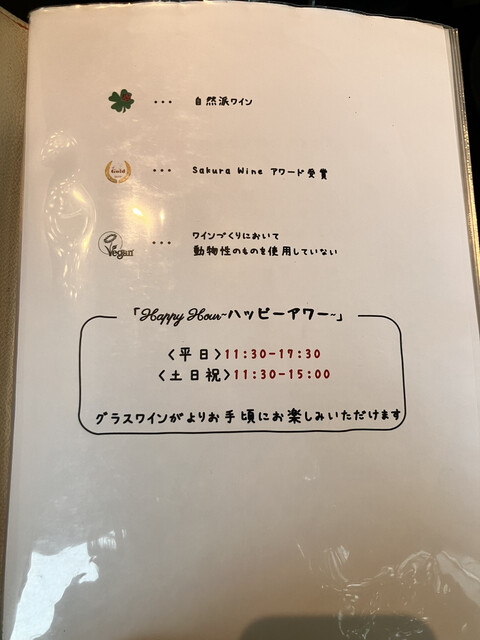 ... 自然派ワイン
Gold
... Sakura Wine アワード受賞
Vegan
... ワインづくりにおいて
動物性のものを使用していない
「Happy Hour~ハッピーアワー~」
〈平日〉11:30-17:30
〈土日祝〉11:30-15:00
グラスワインがよりお手頃にお楽しみいただけます